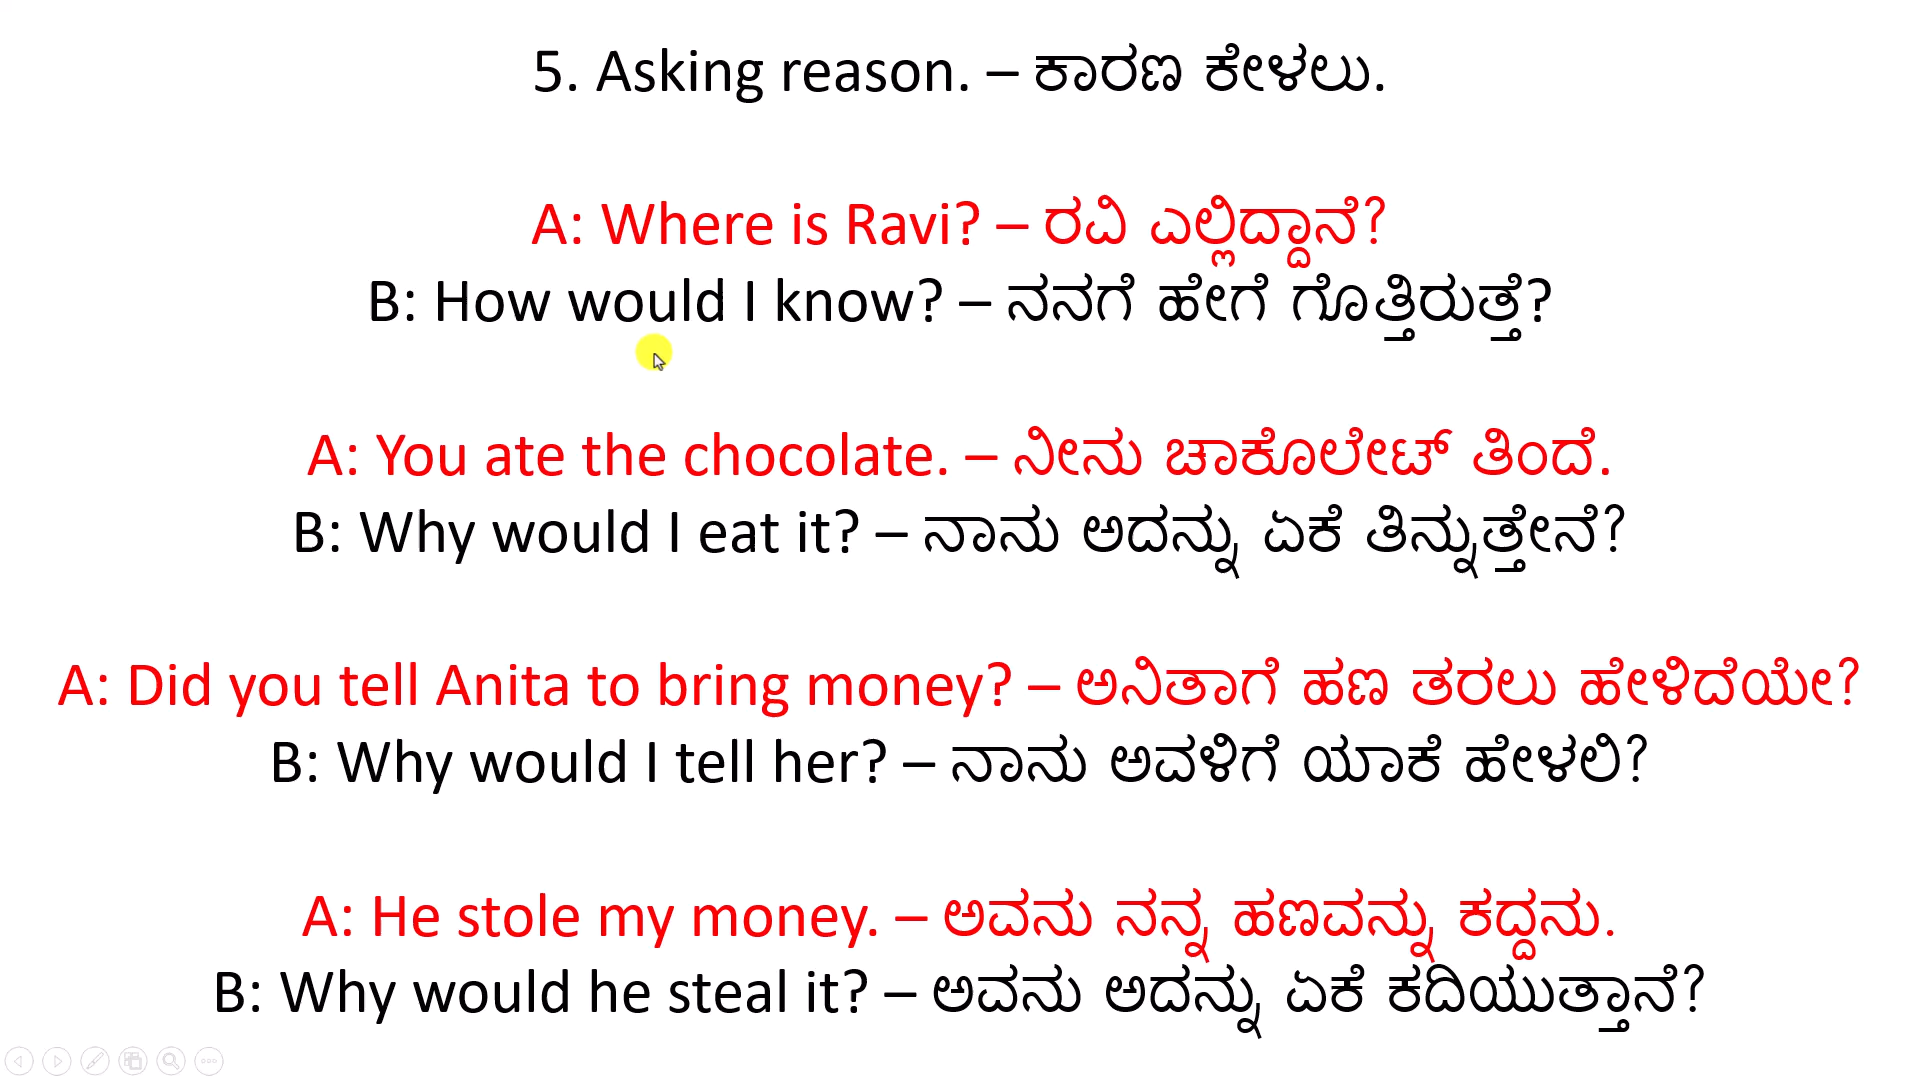 5. Asking reason. – ಕಾರಣ ಕೇಳಲು.
A: Where is Ravi? – ರವಿ ಎಲ್ಲಿದ್ದಾನೆ?
B: How would I know? – ನನಗೆ ಹೇಗೆ ಗೊತ್ತಿರುತ್ತೆ?
A: You ate the chocolate. – ನೀನು ಚಾಕೊಲೇಟ್ ತಿಂದೆ.
B: Why would I eat it? – ನಾನು ಅದನ್ನು ಏಕೆ ತಿನ್ನುತ್ತೇನೆ?
A: Did you tell Anita to bring money? – ಅನಿತಾಗೆ ಹಣ ತರಲು ಹೇಳಿದೆಯೇ?
B: Why would I tell her? – ನಾನು ಅವಳಿಗೆ ಯಾಕೆ ಹೇಳಲಿ?
A: He stole my money. – ಅವನು ನನ್ನ ಹಣವನ್ನು ಕದ್ದನು.
B: Why would he steal it? – ಅವನು ಅದನ್ನು ಏಕೆ ಕದಿಯುತ್ತಾನೆ?